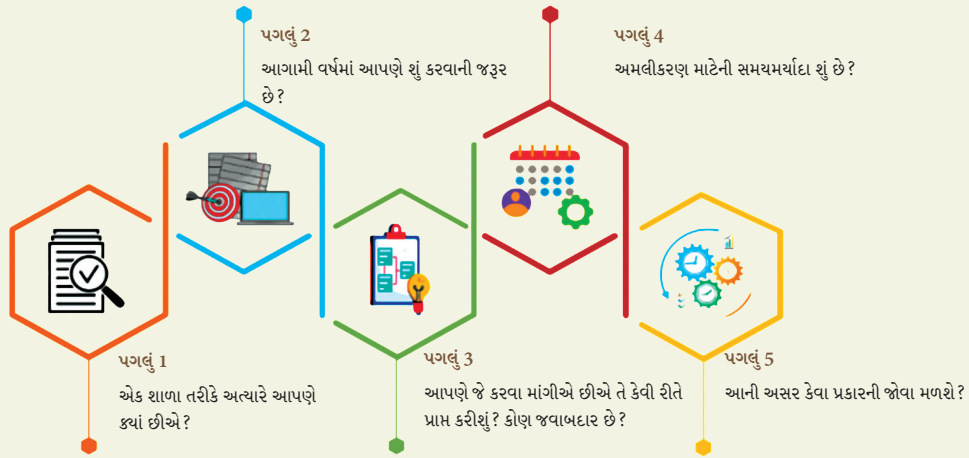 પગલું 1
એક શાળા તરીકે અત્યારે આપણે
ક્યાં છીએ?
પગલું 2
આગામી વર્ષમાં આપણે શું કરવાની જરૂર
છે?
પગલું 3
આપણે જે કરવા માંગીએ છીએ તે કેવી રીતે
પ્રાપ્ત કરીશું? કોણ જવાબદાર છે?
પગલું 4
અમલીકરણ માટેની સમયમર્યાદા શું છે?
પગલું 5
આની અસર કેવા પ્રકારની જોવા મળશે?